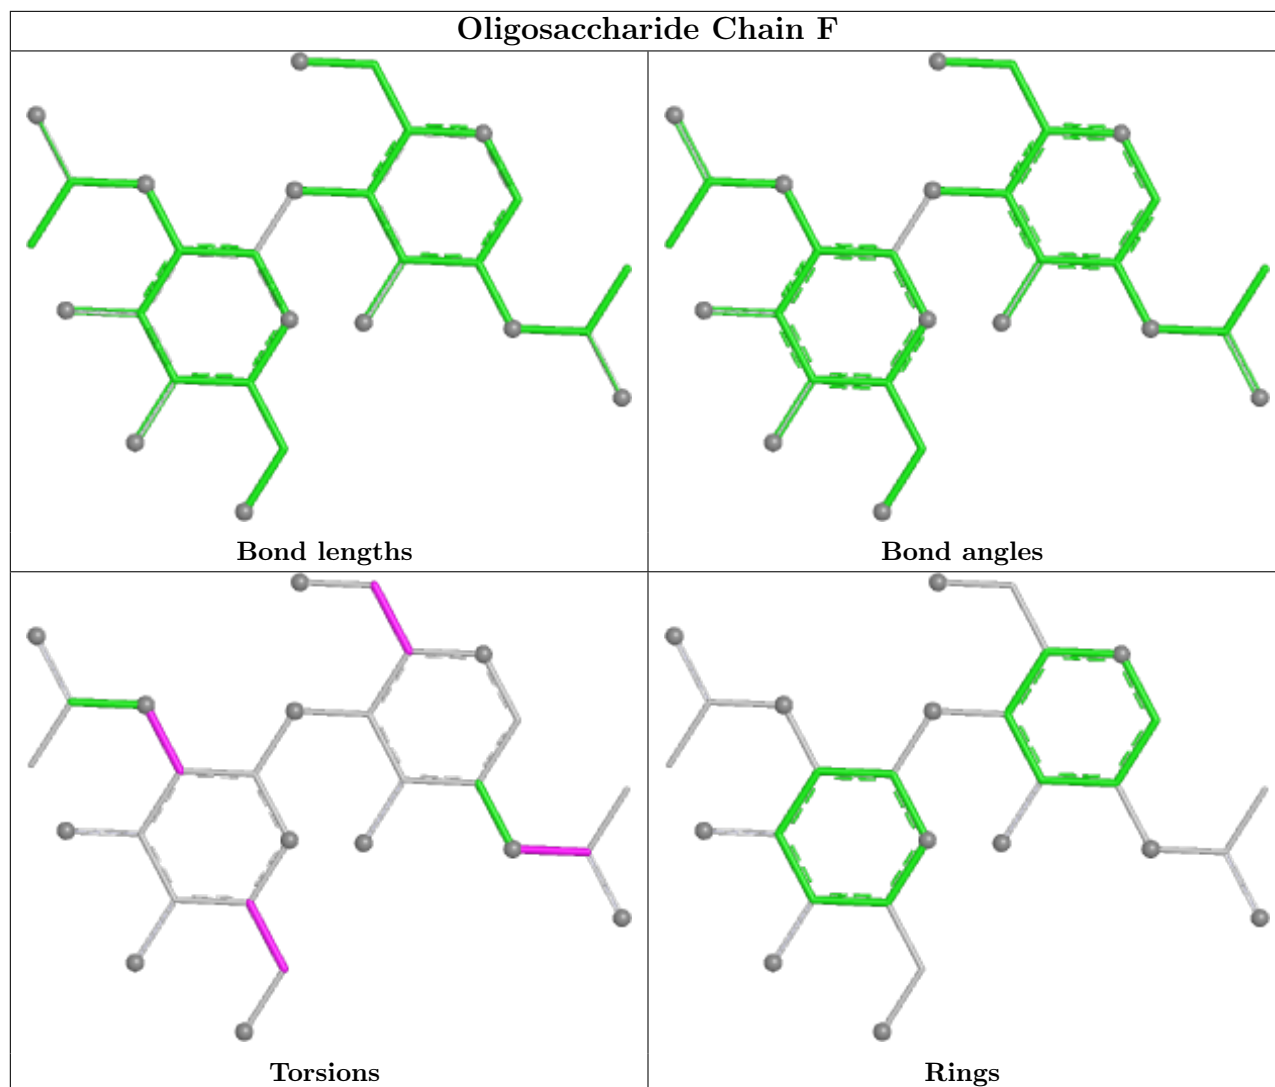 Oligosaccharide Chain F
Bond lengths
Bond angles
Torsions
Rings